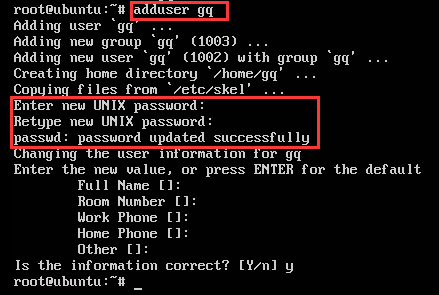 root@ubuntu:~# adduser gq
Adding user `gq' ...
Adding new group `gq' (1003) ...
Adding new user `gq' (1002) with group `gq' ...
Creating home directory `/home/gq' ...
Copying files from `/etc/skel' ...
Enter new UNIX password:
Retype new UNIX password:
passwd: password updated successfully
Changing the user information for gq
Enter the new value, or press ENTER for the default
Full Name []:
Room Number []:
Work Phone []:
Home Phone []:
Other []:
Is the information correct? [Y/n] y
root@ubuntu:~# _